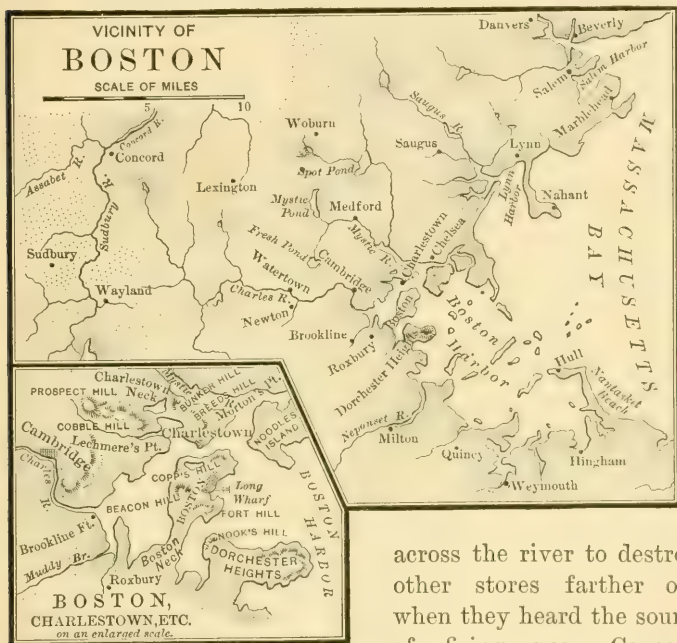 VICINITY OF
BOSTON
SCALE OF MILES
5 10
Danvers
Beverly
Salem
Salem Harbor
Marblehead
Saugus R.
Saugus
Lynn
Lynn Harbor
Nahant
MASSACHUSETTS
BAY
Woburn
Spot Pond
Mystic Pond
Medford
Mystic R.
Fresh Pond
Cambridge
Charlestown
Chelsea
Concord R.
Concord
Assabet R.
Sudbury R.
Sudbury
Wayland
Lexington
Watertown
Charles R.
Newton
Brookline
Roxbury
Boston
Dorchester Heights
Boston Harbor
Neponset R.
Milton
Quincy
Weymouth
Hingham
Hull
Nantasket Beach
Charlestown Neck
Mystic R.
BUNKER HILL
BREEDS HILL
Morton's Pt.
PROSPECT HILL
COBBLE HILL
Charlestown
Lechmere's Pt.
Cambridge
Charles R.
NOODLES ISLAND
COPP'S HILL
BEACON HILL
BOSTON
Long Wharf
FORT HILL
BOSTON HARBOR
Brookline Ft.
Muddy Br.
Boston Neck
NOOK'S HILL
DORCHESTER HEIGHTS
Roxbury
BOSTON,
CHARLESTOWN, ETC.
on an enlarged scale.
across the river to destr
other stores farther o
when they heard the soun